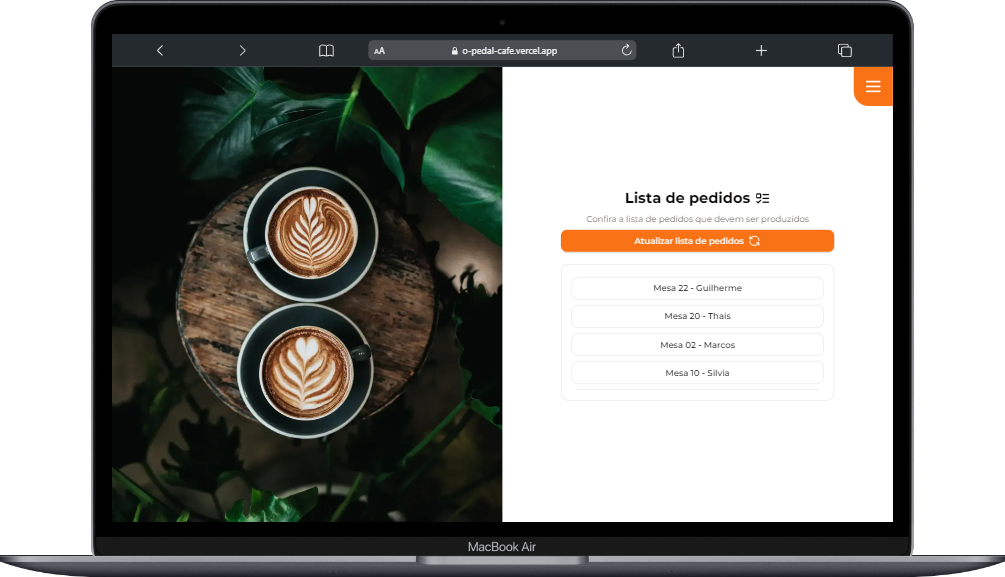 AA
o-pedal-cafe.vercel.app
Lista de pedidos
Confira a lista de pedidos que devem ser produzidos
Atualizar lista de pedidos
Mesa 22 - Guilherme
Mesa 20 - Thais
Mesa 02 - Marcos
Mesa 10 - Silvia
MacBook Air